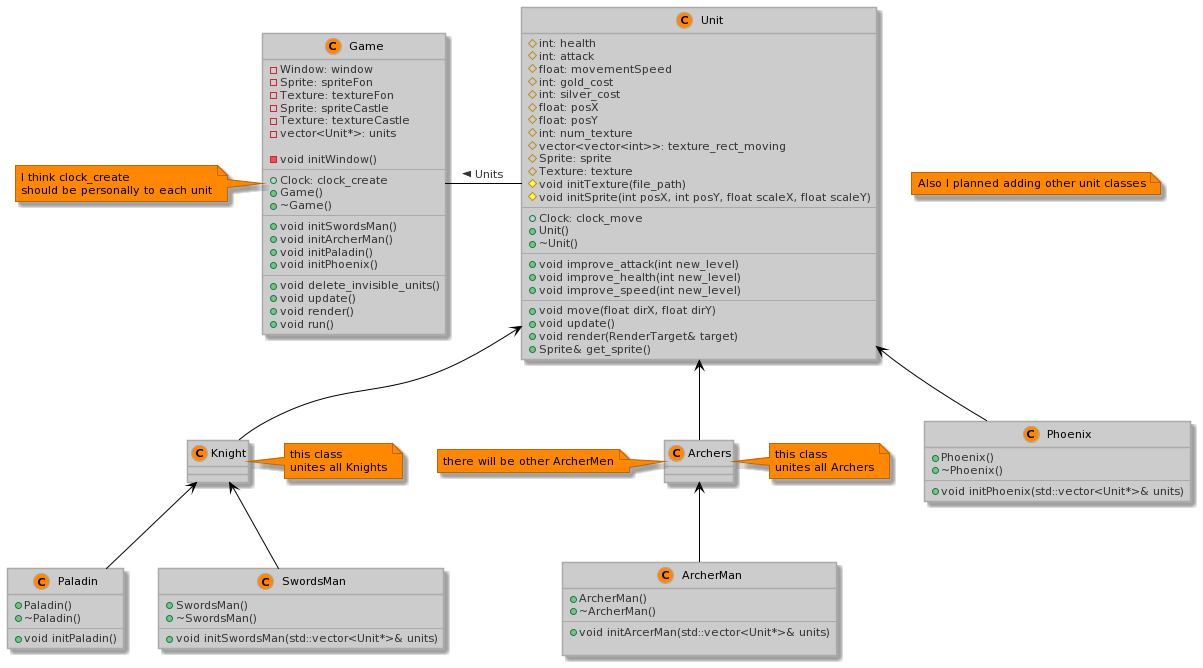 C Unit
int: health
int: attack
float: movementSpeed
int: gold_cost
int: silver_cost
float: posX
float: posY
int: num_texture
vector<vector<int>>: texture_rect_moving
Sprite: sprite
Texture: texture
void initTexture(file_path)
void initSprite(int posX, int posY, float scaleX, float scaleY)
Clock: clock_move
Unit()
~Unit()
void improve_attack(int new_level)
void improve_health(int new_level)
void improve_speed(int new_level)
void move(float dirX, float dirY)
void update()
void render(RenderTarget& target)
Sprite& get_sprite()
C Game
Window: window
Sprite: spriteFon
Texture: textureFon
Sprite: spriteCastle
Texture: textureCastle
vector<Unit*>: units
void initWindow()
Clock: clock_create
Game()
~Game()
void initSwordsMan()
void initArcherMan()
void initPaladin()
void initPhoenix()
void delete_invisible_units()
void update()
void render()
void run()
I think clock_create
should be personally to each unit
Units
Also I planned adding other unit classes
C Knight
this class
unites all Knights
there will be other ArcherMen
C Archers
this class
unites all Archers
C Phoenix
Phoenix()
~Phoenix()
void initPhoenix(std::vector<Unit*>& units)
C Paladin
Paladin()
~Paladin()
void initPaladin()
C SwordsMan
SwordsMan()
~SwordsMan()
void initSwordsMan(std::vector<Unit*>& units)
C ArcherMan
ArcherMan()
~ArcherMan()
void initArcerMan(std::vector<Unit*>& units)